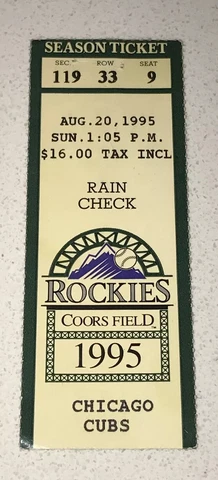 SEASON TICKET
SEC. ROW SEAT
119 33 9
AUG.20,1995
SUN.1:05 P.M.
$16.00 TAX INCL
RAIN
CHECK
ROCKIES
COORS FIELD™
1995
CHICAGO
CUBS